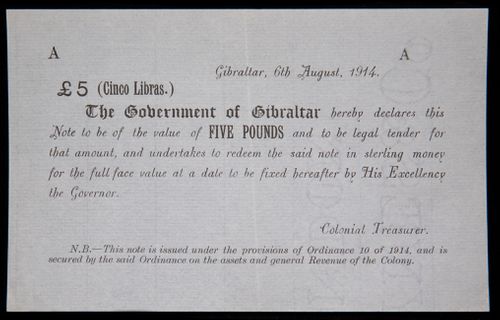 A A
Gibraltar, 6th August, 1914.
£5 (Cinco Libras.)
The Government of Gibraltar hereby declares this
Note to be of the value of FIVE POUNDS and to be legal tender for
that amount, and undertakes to redeem the said note in sterling money
for the full face value at a date to be fixed hereafter by His Excellency
the Governor.
Colonial Treasurer.
N.B.—This note is issued under the provisions of Ordinance 10 of 1914, and is
secured by the said Ordinance on the assets and general Revenue of the Colony.